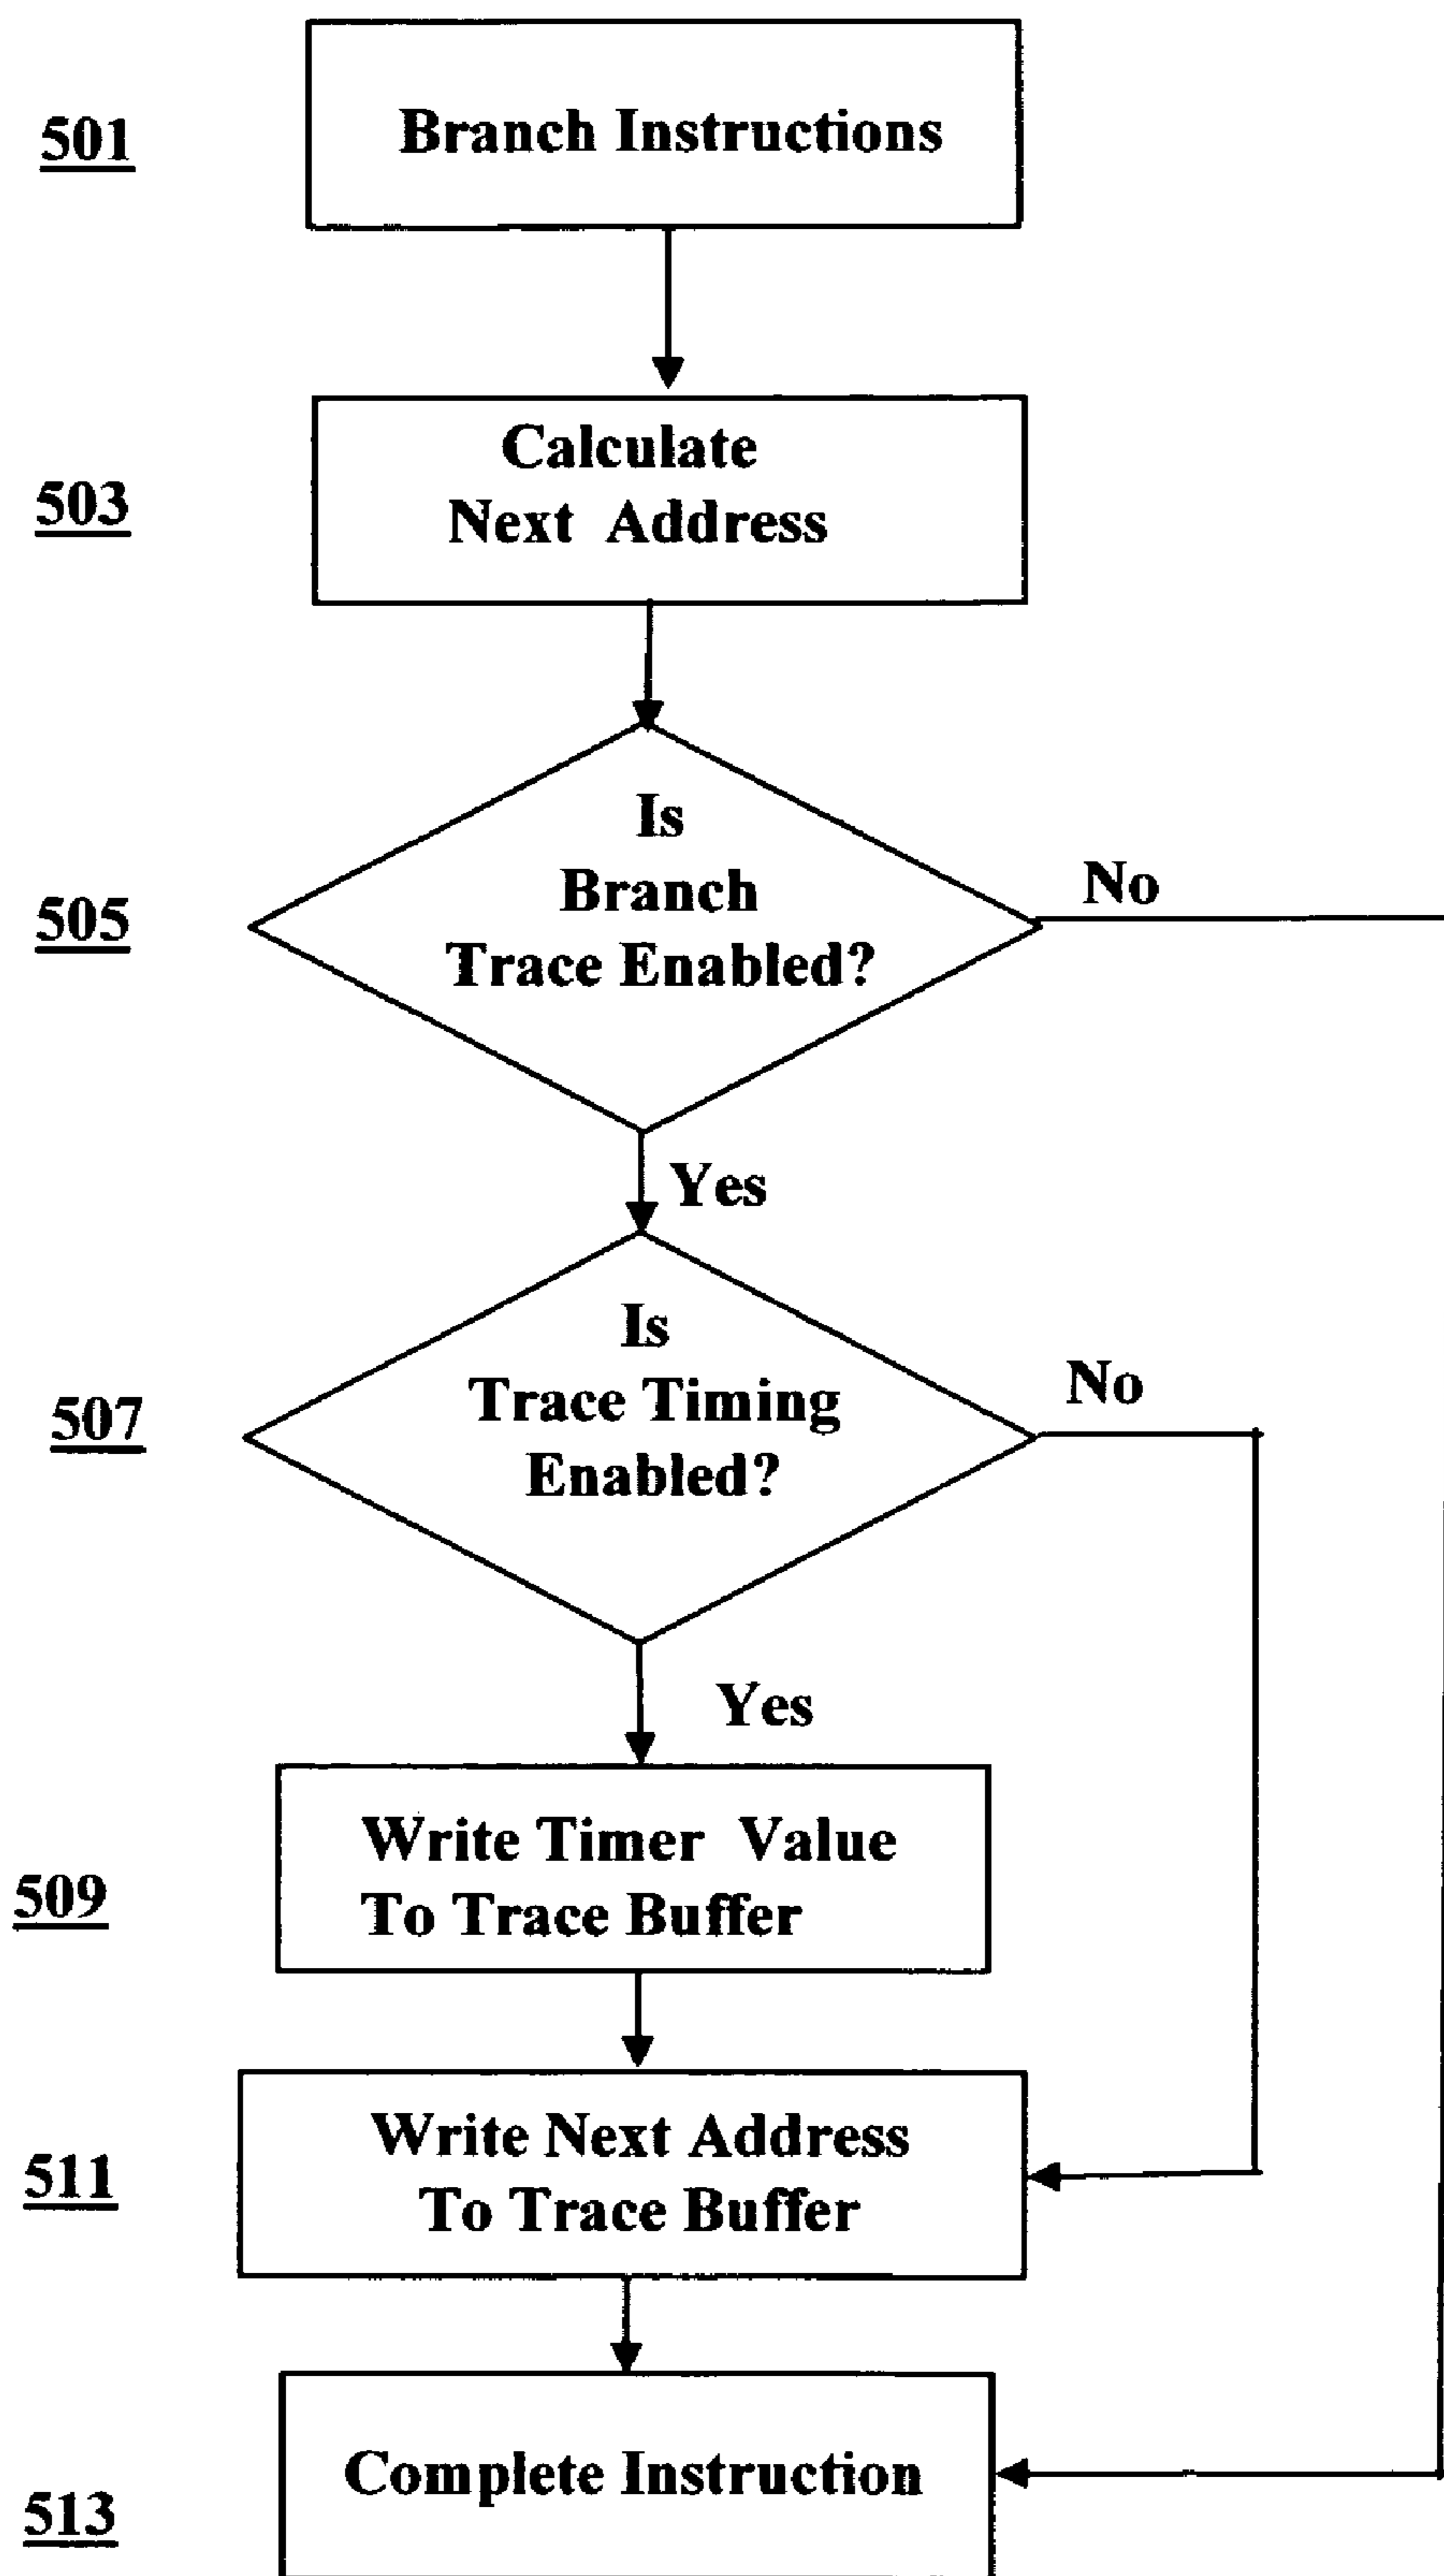 501
Branch Instructions
503
Calculate
Next Address
505
Is
Branch
Trace Enabled?
No
Yes
507
Is
Trace Timing
Enabled?
No
Yes
509
Write Timer Value
To Trace Buffer
511
Write Next Address
To Trace Buffer
513
Complete Instruction